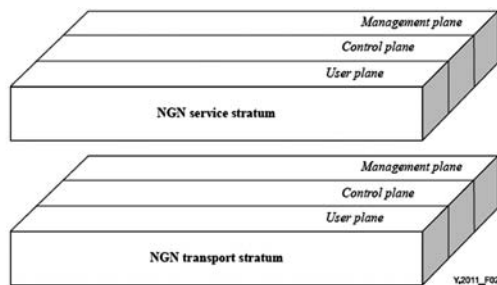 Management plane
Control plane
User plane
NGN service stratum
Management plane
Control plane
User plane
NGN transport stratum
Y.2011_F02